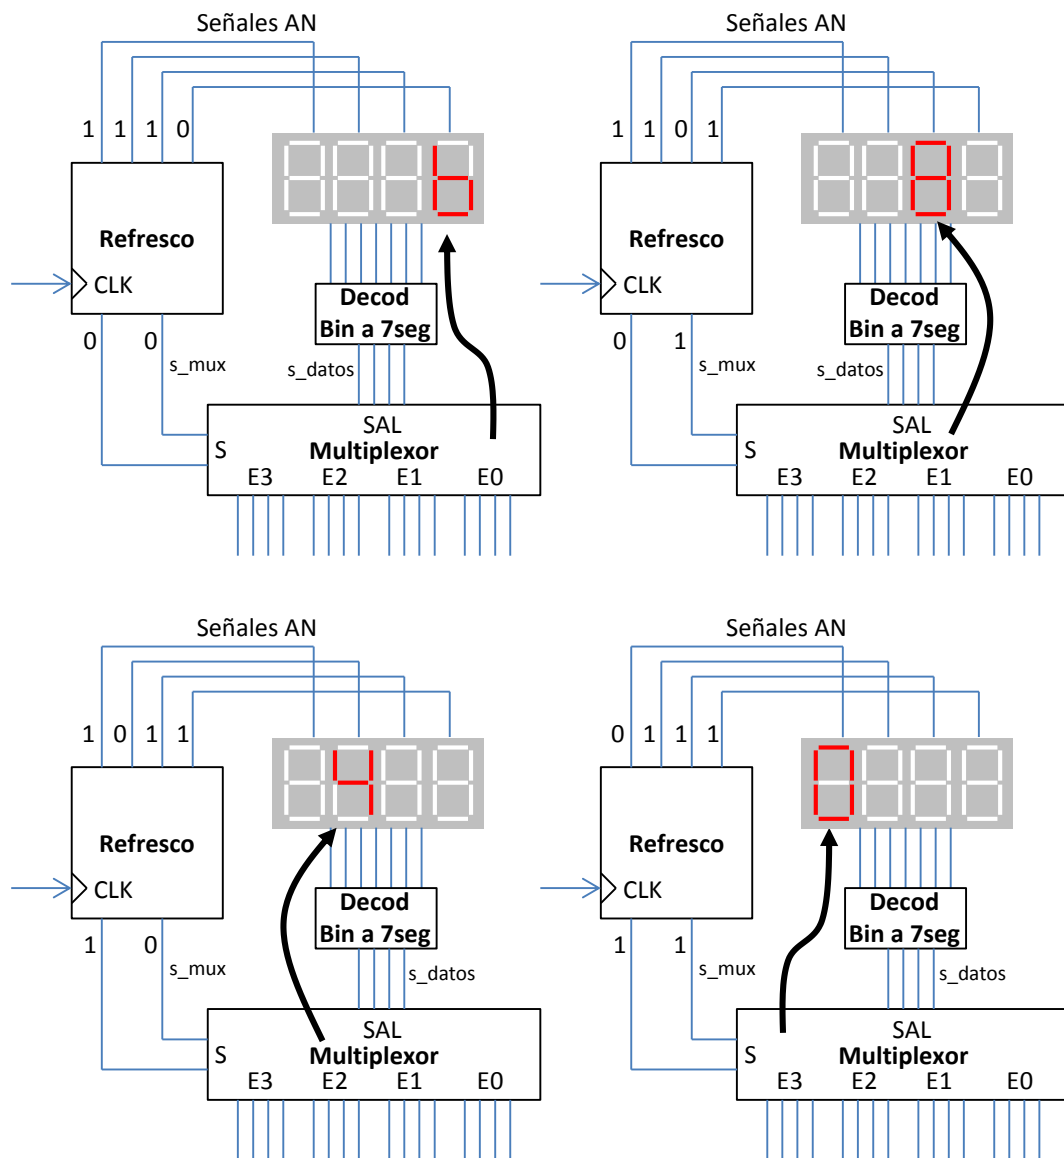 Señales AN
1 1 1 0
Refresco
CLK
0 0
s_mux
Decod
Bin a 7seg
s_datos
SAL
S Multiplexor
E3 E2 E1 E0
Señales AN
1 1 0 1
Refresco
CLK
0 1
s_mux
Decod
Bin a 7seg
s_datos
SAL
S Multiplexor
E3 E2 E1 E0
Señales AN
1 0 1 1
4
Refresco
CLK
1 0
s_mux
Decod
Bin a 7seg
s_datos
SAL
S Multiplexor
E3 E2 E1 E0
Señales AN
0 1 1 1
0
Refresco
CLK
1 1
s_mux
Decod
Bin a 7seg
s_datos
SAL
S Multiplexor
E3 E2 E1 E0